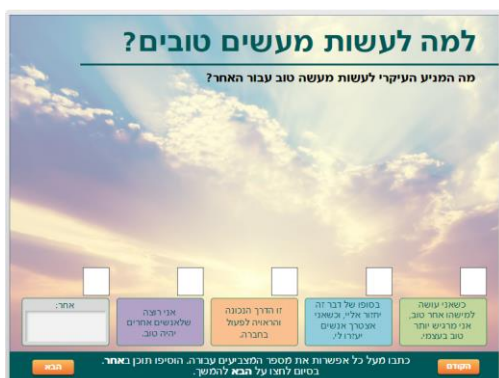 למה לעשות מעשים טובים?
מה המניע העיקרי לעשות מעשה טוב עבור האחר?
כשאני עושה
למישהו אחר טוב,
אני מרגיש יותר
טוב בעצמי.
בסופו של דבר זה
יחזור אליי, וכשאני
אצטרך אנשים
יעזרו לי.
זו הדרך הנכונה
והראויה לפעול
בחברה.
אני רוצה
שלאנשים אחרים
יהיה טוב.
אחר:
הקודם
כתבו מעל כל אפשרות את מספר המצביעים עבורה. הוסיפו תוכן באחר.
בסיום לחצו על הבא להמשך.
הבא